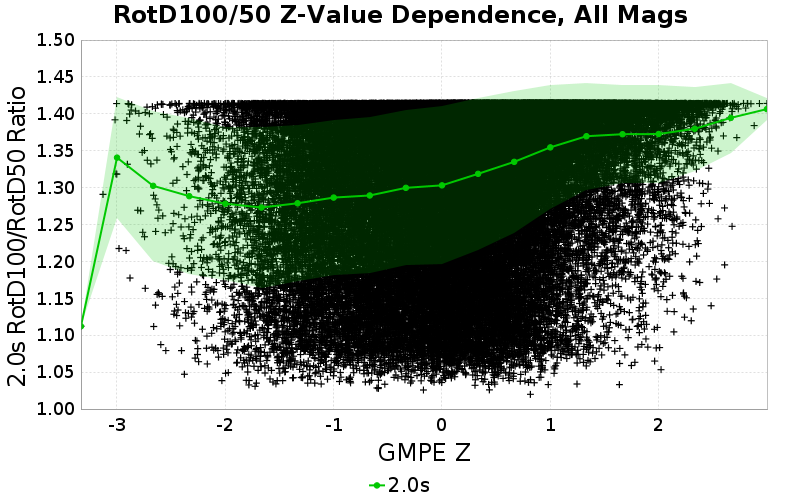 RotD100/50 Z-Value Dependence, All Mags
2.0s RotD100/RotD50 Ratio
1.50
1.45
1.40
1.35
1.30
1.25
1.20
1.15
1.10
1.05
1.00
-3 -2 -1 0 1 2
GMPE Z
2.0s